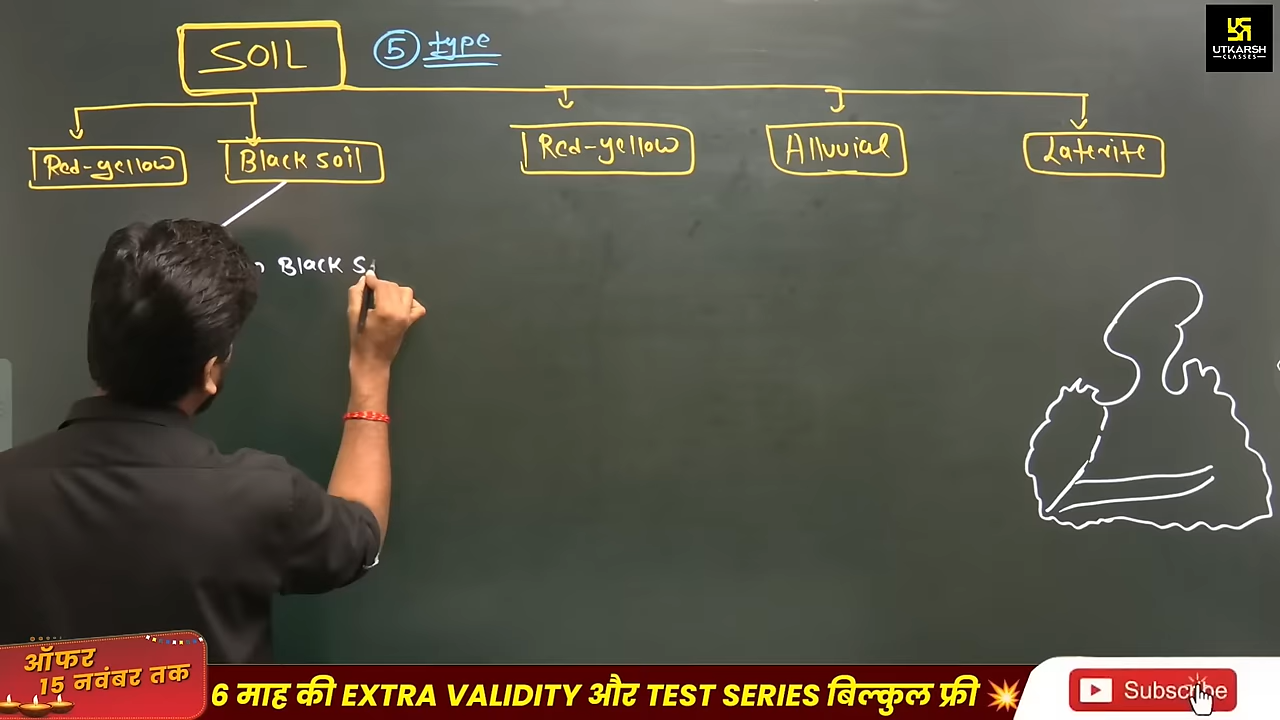 SOIL
5 type
UTKARSH
CLASSES
Red-yellow
Black soil
Red-yellow
Alluvial
Laterite
Black
ऑफर
15 नवंबर तक
6 माह की EXTRA VALIDITY और TEST SERIES बिल्कुल फ्री
Subscribe